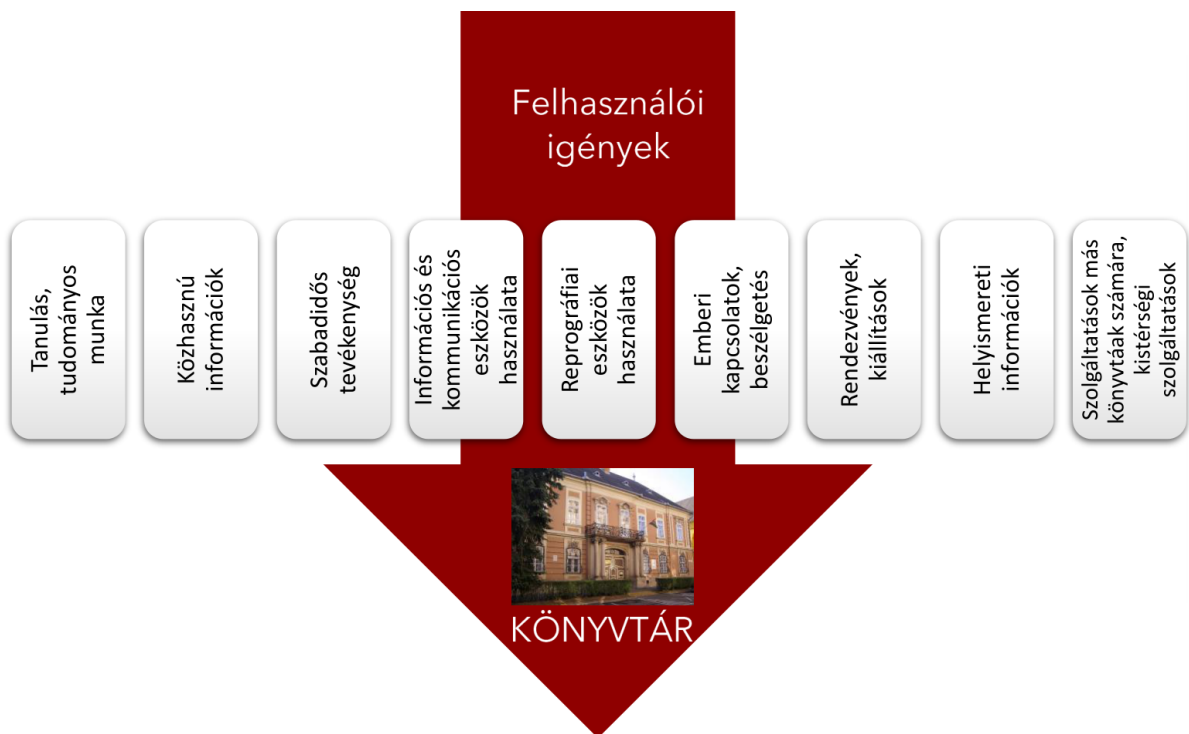 Felhasználói
igények
Tanulás,
tudományos
munka
Közhasznú
információk
Szabadidős
tevékenység
Információs és
kommunikációs
eszközök
használata
Reprográfiai
eszközök
használata
Emberi
kapcsolatok,
beszélgetés
Rendezvények,
kiállítások
Helyismereti
információk
Szolgáltatások más
könyvtáak számára,
kistérségi
szolgáltatások
KÖNYVTÁR